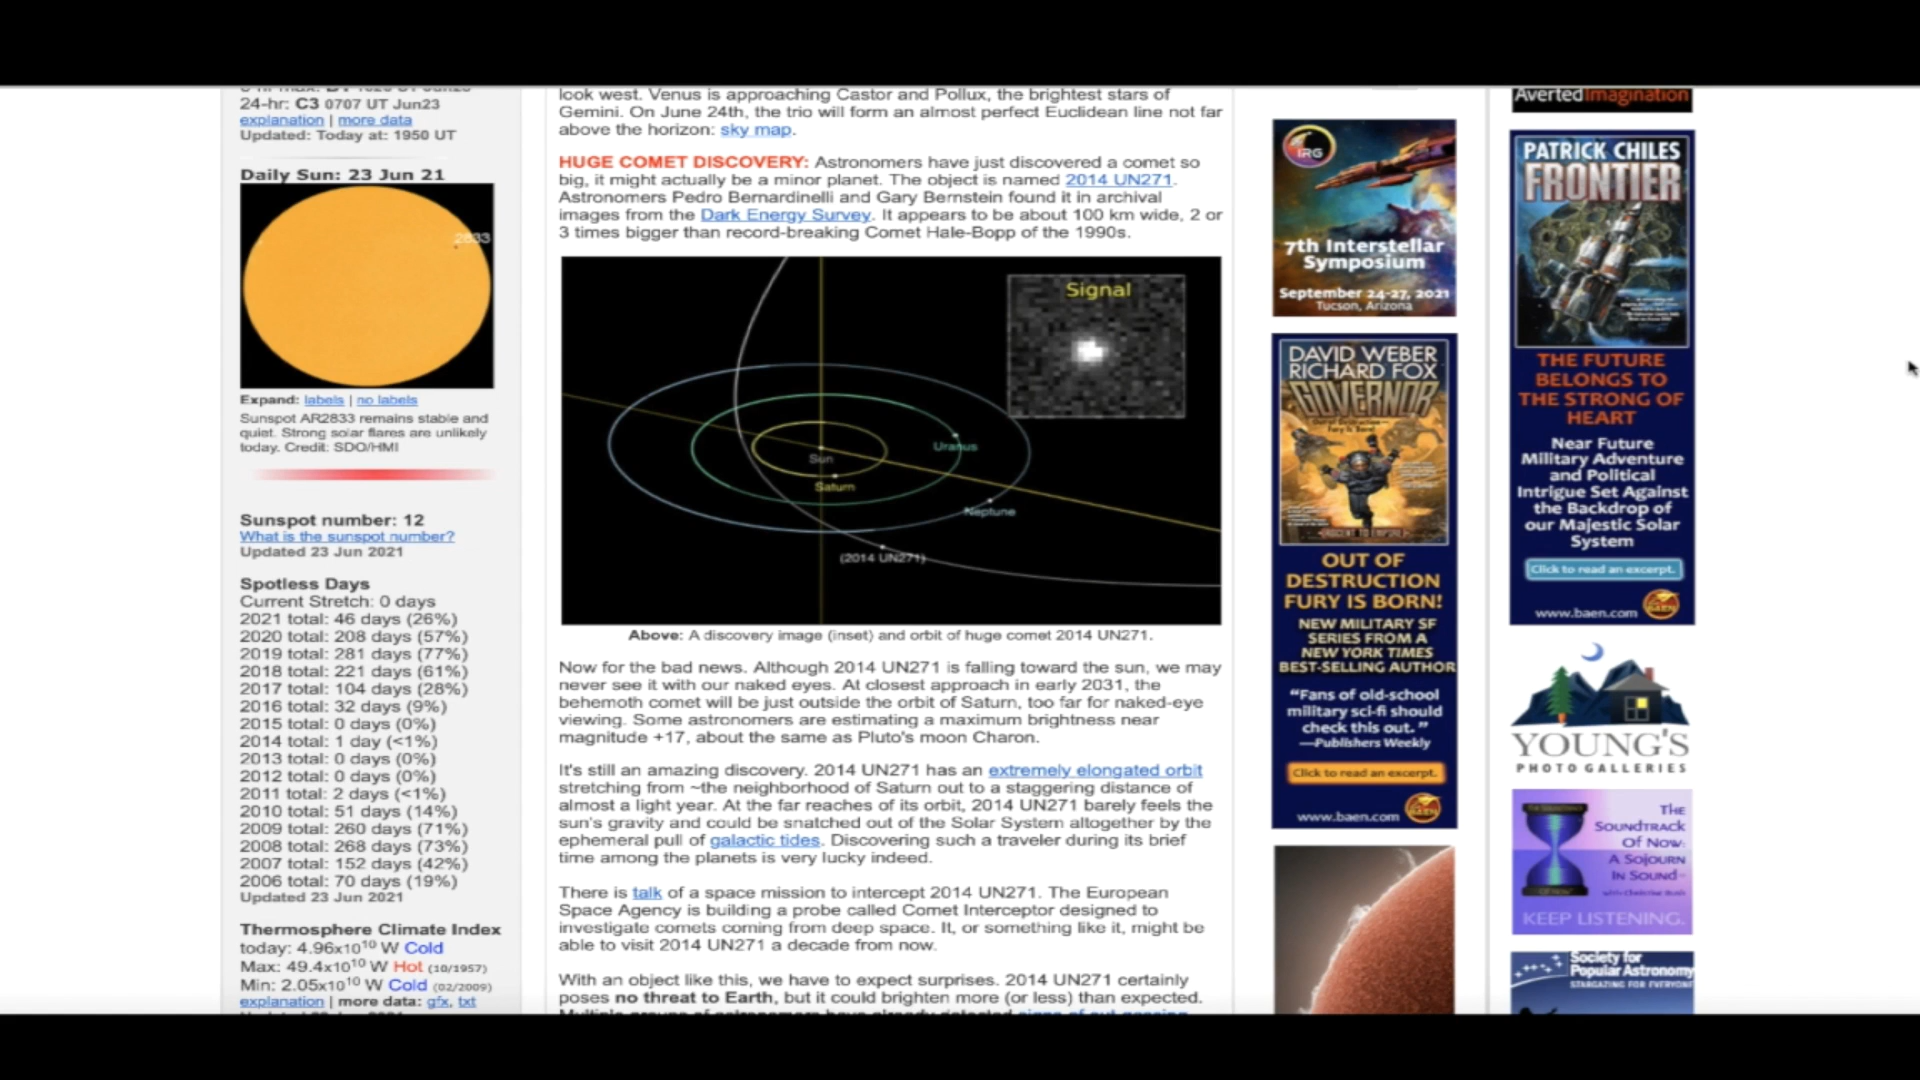 24-hr: C3 0707 UT Jun23
explanation | more data
Updated: Today at: 1950 UT
Daily Sun: 23 Jun 21
2833
Expand: labels | no labels
Sunspot AR2833 remains stable and
quiet. Strong solar flares are unlikely
today. Credit: SDO/HMI
Sunspot number: 12
What is the sunspot number?
Updated 23 Jun 2021
Spotless Days
Current Stretch: 0 days
2021 total: 46 days (26%)
2020 total: 208 days (57%)
2019 total: 281 days (77%)
2018 total: 221 days (61%)
2017 total: 104 days (28%)
2016 total: 32 days (9%)
2015 total: 0 days (0%)
2014 total: 1 day (<1%)
2013 total: 0 days (0%)
2012 total: 0 days (0%)
2011 total: 2 days (<1%)
2010 total: 51 days (14%)
2009 total: 260 days (71%)
2008 total: 268 days (73%)
2007 total: 152 days (42%)
2006 total: 70 days (19%)
Updated 23 Jun 2021
Thermosphere Climate Index
today: 4.96x10¹⁰ W Cold
Max: 49.4x10¹⁰ W Hot (10/1957)
Min: 2.05x10¹⁰ W Cold (02/2009)
explanation | more data: gfx, txt
look west. Venus is approaching Castor and Pollux, the brightest stars of
Gemini. On June 24th, the trio will form an almost perfect Euclidean line not far
above the horizon: sky map.
HUGE COMET DISCOVERY: Astronomers have just discovered a comet so
big, it might actually be a minor planet. The object is named 2014 UN271.
Astronomers Pedro Bernardinelli and Gary Bernstein found it in archival
images from the Dark Energy Survey. It appears to be about 100 km wide, 2 or
3 times bigger than record-breaking Comet Hale-Bopp of the 1990s.
Signal
Uranus
Sun
Saturn
Neptune
(2014 UN271)
Above: A discovery image (inset) and orbit of huge comet 2014 UN271.
Now for the bad news. Although 2014 UN271 is falling toward the sun, we may
never see it with our naked eyes. At closest approach in early 2031, the
behemoth comet will be just outside the orbit of Saturn, too far for naked-eye
viewing. Some astronomers are estimating a maximum brightness near
magnitude +17, about the same as Pluto's moon Charon.
It's still an amazing discovery. 2014 UN271 has an extremely elongated orbit
stretching from ~the neighborhood of Saturn out to a staggering distance of
almost a light year. At the far reaches of its orbit, 2014 UN271 barely feels the
sun's gravity and could be snatched out of the Solar System altogether by the
ephemeral pull of galactic tides. Discovering such a traveler during its brief
time among the planets is very lucky indeed.
There is talk of a space mission to intercept 2014 UN271. The European
Space Agency is building a probe called Comet Interceptor designed to
investigate comets coming from deep space. It, or something like it, might be
able to visit 2014 UN271 a decade from now.
With an object like this, we have to expect surprises. 2014 UN271 certainly
poses no threat to Earth, but it could brighten more (or less) than expected.
IRG
7th Interstellar
Symposium
September 24-27, 2021
Tucson, Arizona
DAVID WEBER
RICHARD FOX
GOVERNOR
OUT OF
DESTRUCTION
FURY IS BORN!
NEW MILITARY SF
SERIES FROM A
NEW YORK TIMES
BEST-SELLING AUTHOR
“Fans of old-school
military sci-fi should
check this out.”
—Publishers Weekly
Click to read an excerpt.
www.baen.com
BAEN
AvertedImagination
PATRICK CHILES
FRONTIER
THE FUTURE
BELONGS TO
THE STRONG OF
HEART
Near Future
Military Adventure
and Political
Intrigue Set Against
the Backdrop of
our Majestic Solar
System
Click to read an excerpt.
www.baen.com
BAEN
YOUNG'S
PHOTO GALLERIES
THE
SOUNDTRACK
OF NOW:
A SOJOURN
IN SOUND~
KEEP LISTENING.
Society for
Popular Astronomy
STARGAZING FOR EVERYONE